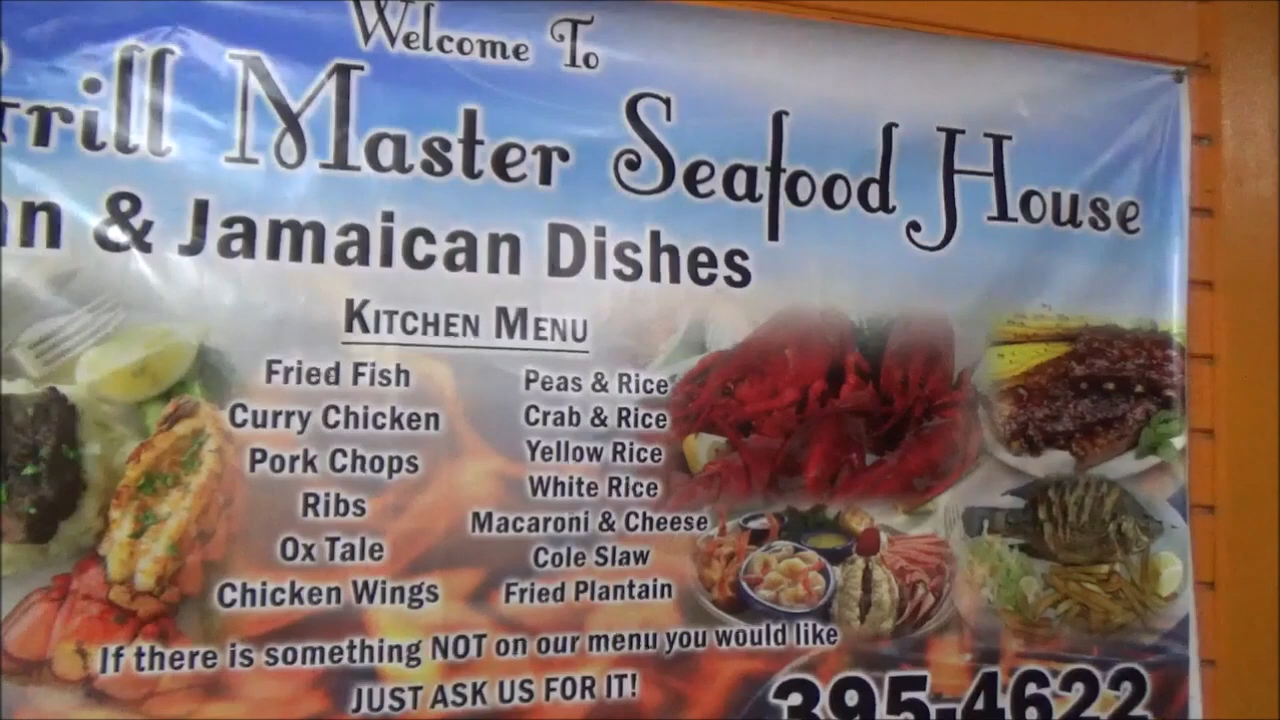 Welcome To
Grill Master Seafood House
& Jamaican Dishes
KITCHEN MENU
Fried Fish
Curry Chicken
Pork Chops
Ribs
Ox Tale
Chicken Wings
Peas & Rice
Crab & Rice
Yellow Rice
White Rice
Macaroni & Cheese
Cole Slaw
Fried Plantain
If there is something NOT on our menu you would like
JUST ASK US FOR IT!
395-4622